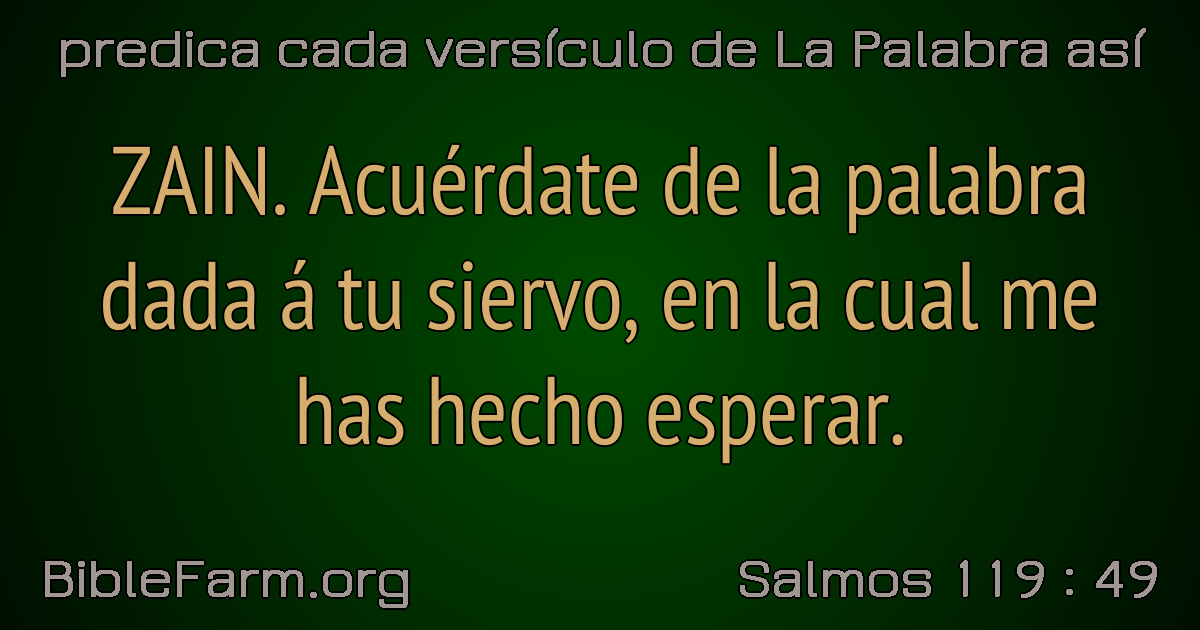 predica cada versículo de La Palabra así
ZAIN. Acuérdate de la palabra
dada á tu siervo, en la cual me
has hecho esperar.
BibleFarm.org
Salmos 119 : 49